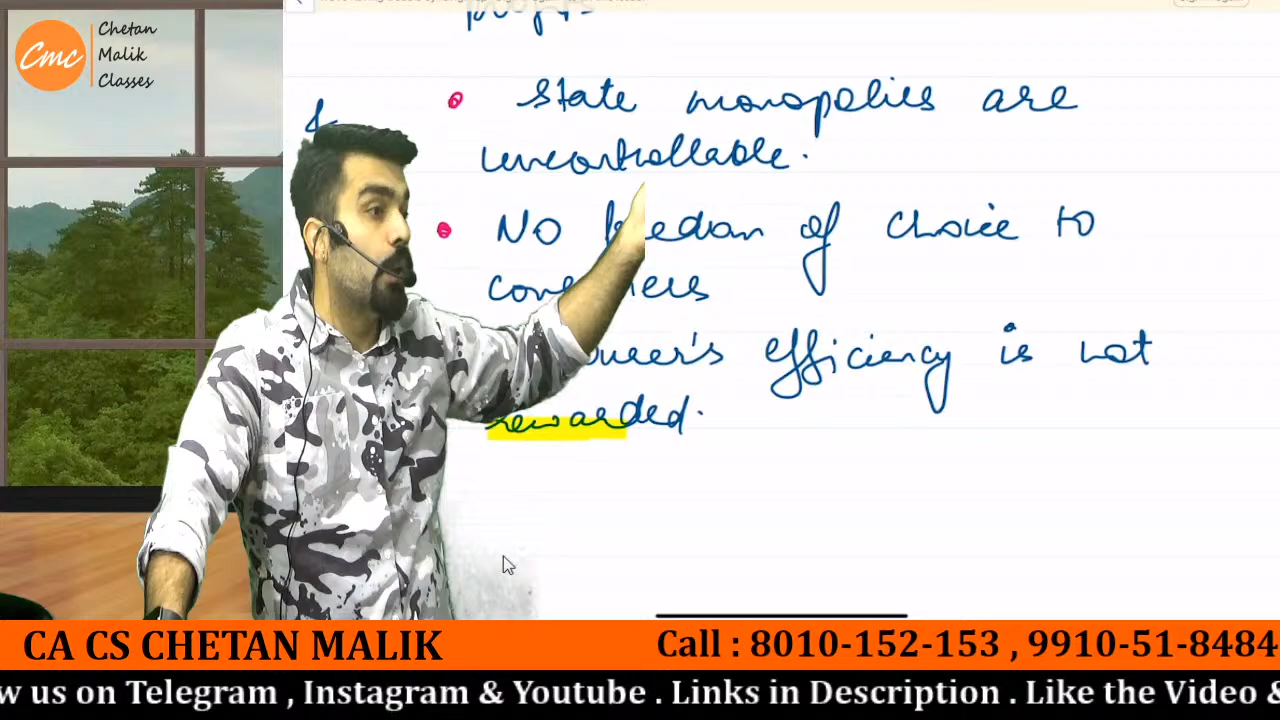 Cmc
Chetan
Malik
Classes
State monopolies are
uncontrollable.
No freedom of choice to
efficiency is not
rewarded.
CA CS CHETAN MALIK
Call : 8010-152-153 , 9910-51-8484
w us on Telegram , Instagram & Youtube . Links in Description . Like the Video &